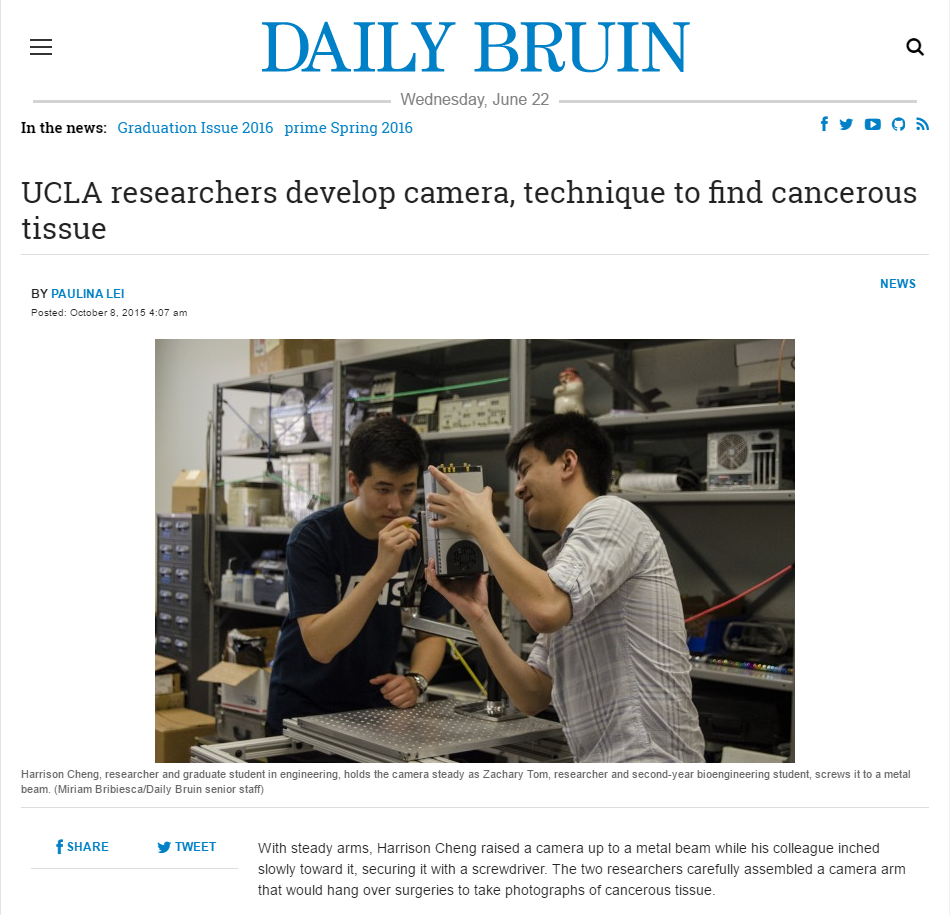 DAILY BRUIN
Wednesday, June 22
In the news: Graduation Issue 2016 prime Spring 2016
UCLA researchers develop camera, technique to find cancerous
tissue
NEWS
BY PAULINA LEI
Posted: October 8, 2015 4:07 am
Harrison Cheng, researcher and graduate student in engineering, holds the camera steady as Zachary Tom, researcher and second-year bioengineering student, screws it to a metal
beam. (Miriam Bribiesca/Daily Bruin senior staff)
SHARE TWEET
With steady arms, Harrison Cheng raised a camera up to a metal beam while his colleague inched
slowly toward it, securing it with a screwdriver. The two researchers carefully assembled a camera arm
that would hang over surgeries to take photographs of cancerous tissue.